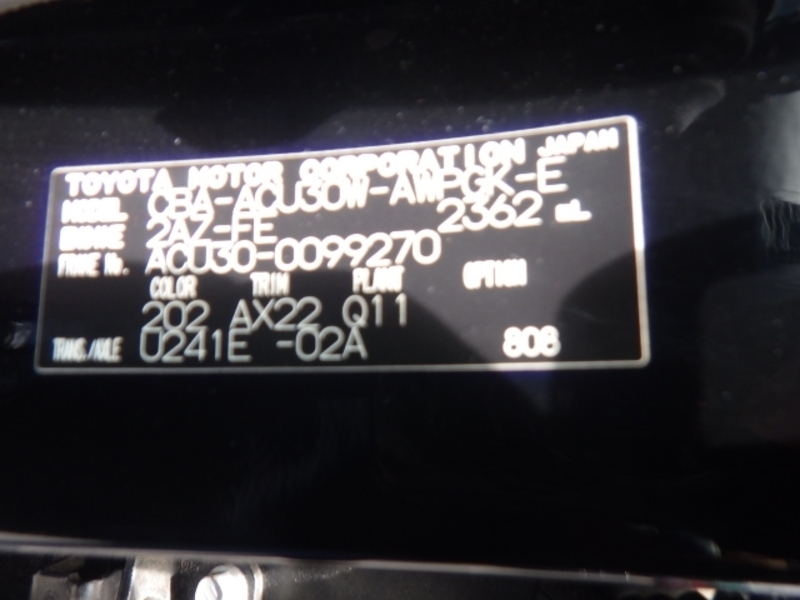 TOYOTA MOTOR CORPORATION JAPAN
MODEL CBA-ACU30W-AWPGK-E
ENGINE 2AZ-FE 2362 mL
FRAME No. ACU30-0099270
COLOR TRIM PLANT OPTION
202 AX22 Q11
TRANS./AXLE U241E -02A 808